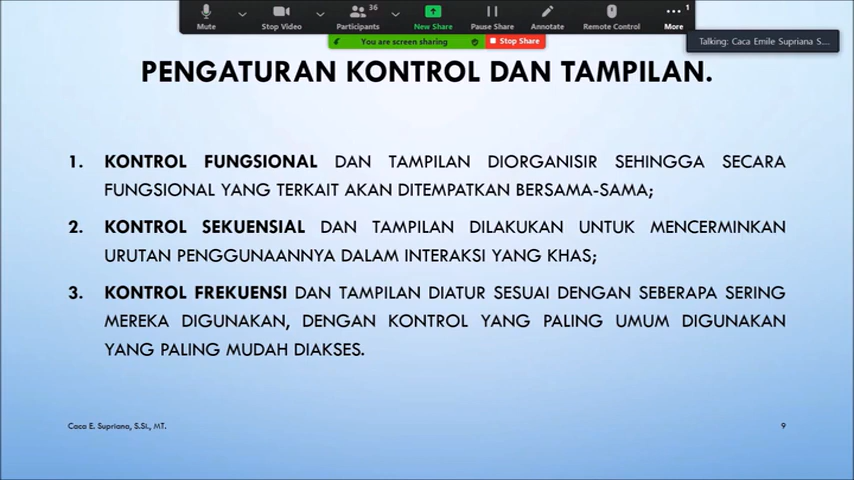 36
1
Mute
Stop Video
Participants
New Share
Pause Share
Annotate
Remote Control
More
You are screen sharing
Stop Share
Talking: Caca Emile Supriana S....
PENGATURAN KONTROL DAN TAMPILAN.
1. KONTROL FUNGSIONAL DAN TAMPILAN DIORGANISIR SEHINGGA SECARA
FUNGSIONAL YANG TERKAIT AKAN DITEMPATKAN BERSAMA-SAMA;
2. KONTROL SEKUENSIAL DAN TAMPILAN DILAKUKAN UNTUK MENCERMINKAN
URUTAN PENGGUNAANNYA DALAM INTERAKSI YANG KHAS;
3. KONTROL FREKUENSI DAN TAMPILAN DIATUR SESUAI DENGAN SEBERAPA SERING
MEREKA DIGUNAKAN, DENGAN KONTROL YANG PALING UMUM DIGUNAKAN
YANG PALING MUDAH DIAKSES.
Caca E. Supriana, S.Si., MT.
9